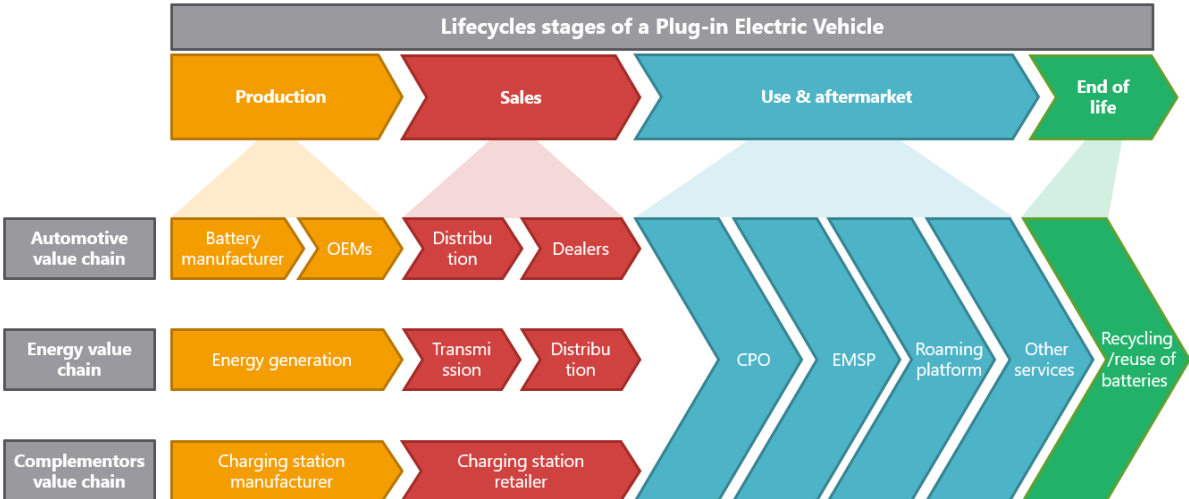 Lifecycles stages of a Plug-in Electric Vehicle
Production
Sales
Use & aftermarket
End of
life
Automotive
value chain
Battery
manufacturer
OEMs
Distribu
tion
Dealers
Energy value
chain
Energy generation
Transmi
ssion
Distribu
tion
CPO
EMSP
Roaming
platform
Other
services
Recycling
/reuse of
batteries
Complementors
value chain
Charging station
manufacturer
Charging station
retailer